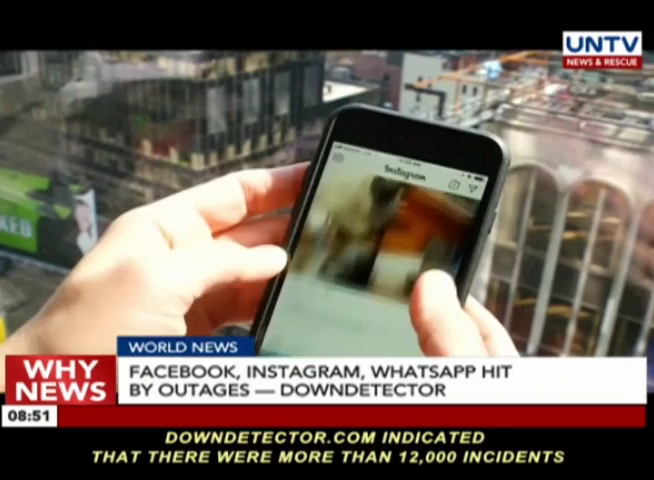 UNTV
NEWS & RESCUE
Instagram
WORLD NEWS
WHY
NEWS
FACEBOOK, INSTAGRAM, WHATSAPP HIT
BY OUTAGES — DOWNDETECTOR
08:51
DOWNDETECTOR.COM INDICATED
THAT THERE WERE MORE THAN 12,000 INCIDENTS